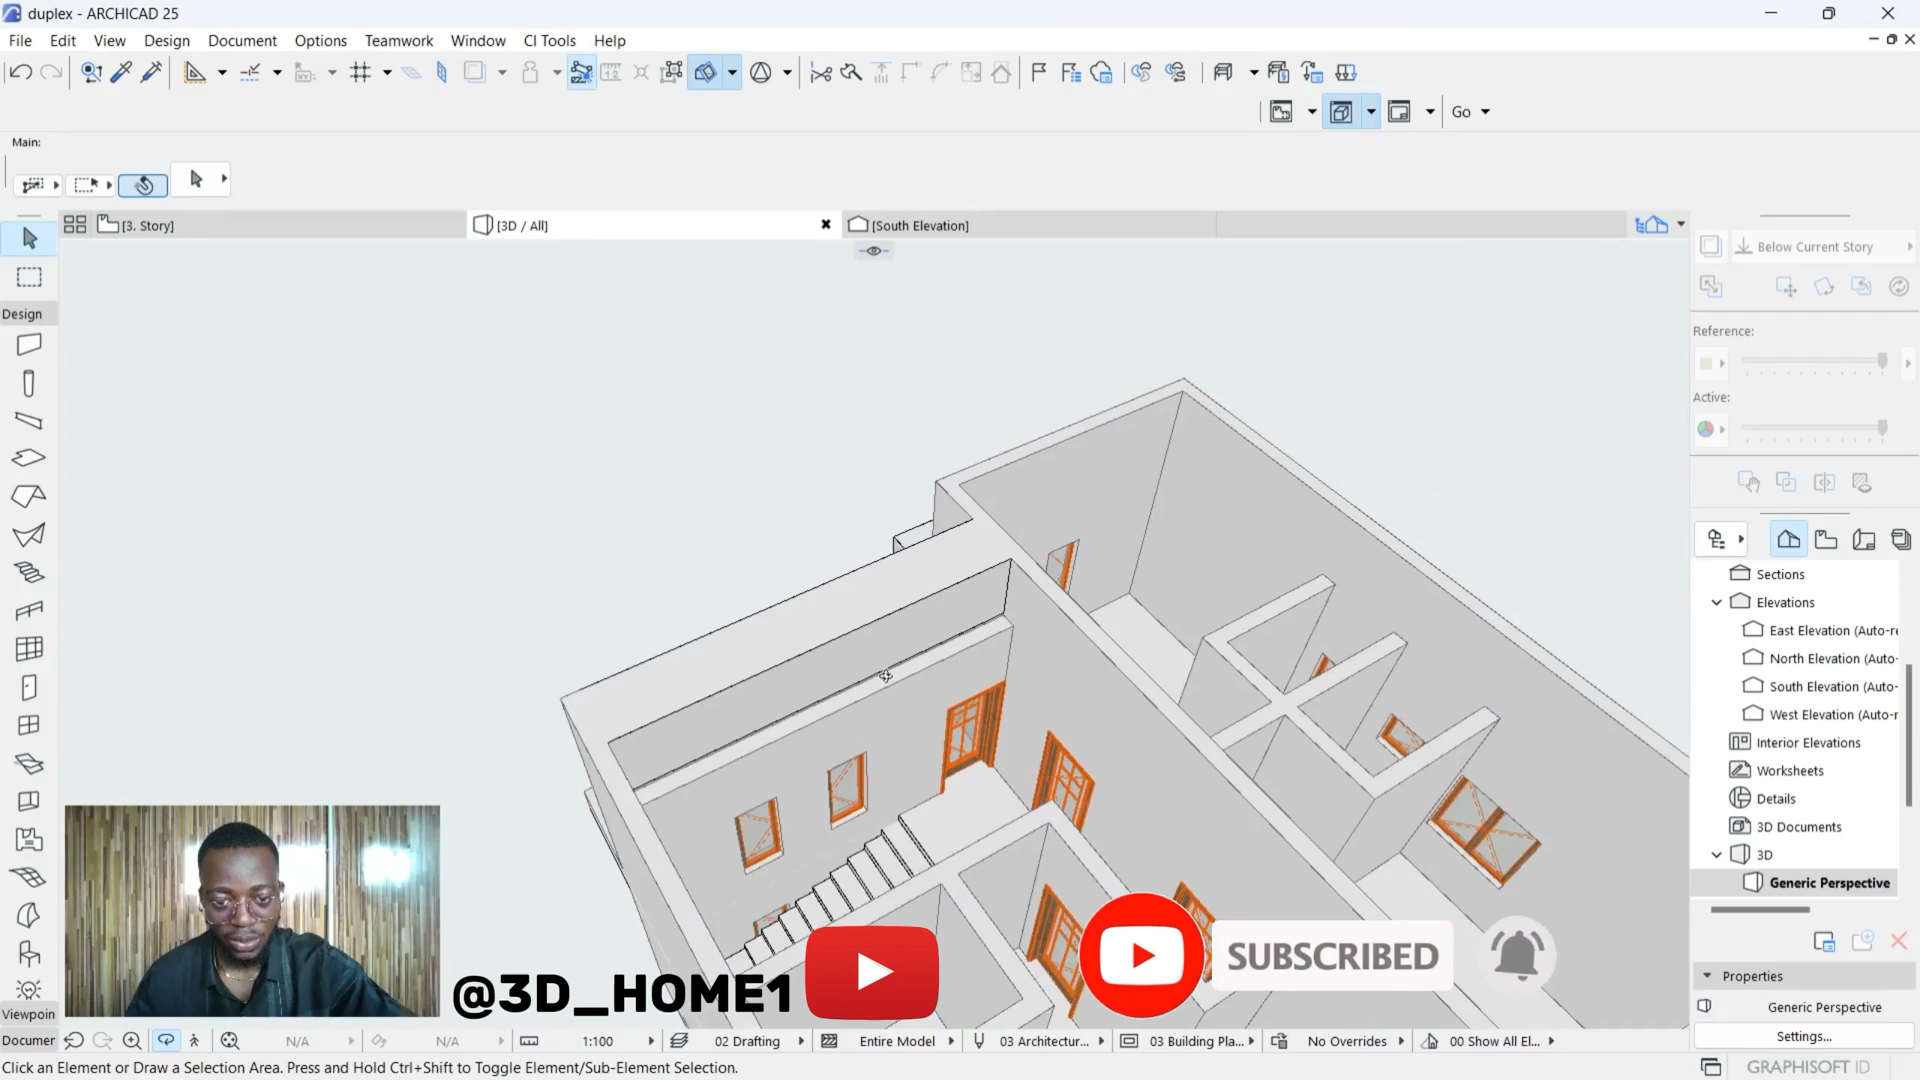 duplex - ARCHICAD 25
File Edit View Design Document Options Teamwork Window CI Tools Help
Go
Main:
[3. Story]
[3D / All]
[South Elevation]
Below Current Story
Design
Reference:
Active:
Sections
Elevations
East Elevation (Auto-re
North Elevation (Auto-
South Elevation (Auto-
West Elevation (Auto-r
Interior Elevations
Worksheets
Details
3D Documents
3D
Generic Perspective
Properties
Generic Perspective
Settings...
@3D_HOME1
SUBSCRIBED
Viewpoin
Documer
N/A
N/A
1:100
02 Drafting
Entire Model
03 Architectur...
03 Building Pla...
No Overrides
00 Show All El...
Click an Element or Draw a Selection Area. Press and Hold Ctrl+Shift to Toggle Element/Sub-Element Selection.
GRAPHISOFT ID